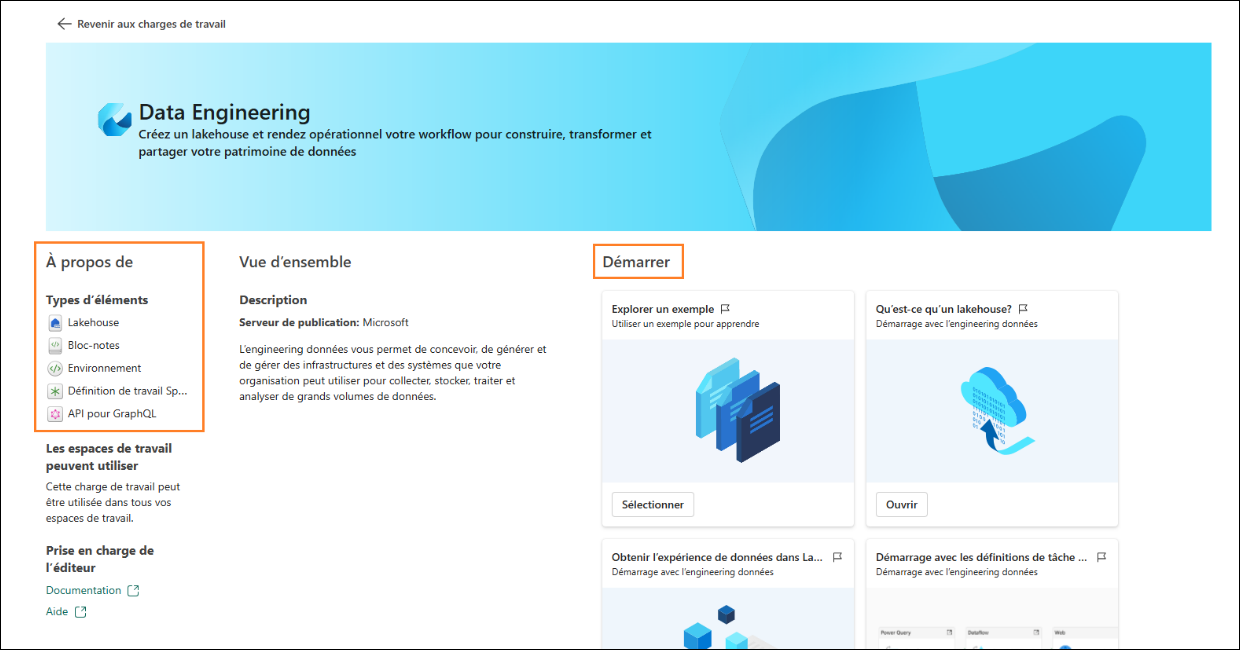 Revenir aux charges de travail
Data Engineering
Créez un lakehouse et rendez opérationnel votre workflow pour construire, transformer et
partager votre patrimoine de données
À propos de
Types d’éléments
Lakehouse
Bloc-notes
Environnement
Définition de travail Sp...
API pour GraphQL
Les espaces de travail
peuvent utiliser
Cette charge de travail peut
être utilisée dans tous vos
espaces de travail.
Prise en charge de
l’éditeur
Documentation
Aide
Vue d’ensemble
Description
Serveur de publication: Microsoft
L’engineering données vous permet de concevoir, de générer et
de gérer des infrastructures et des systèmes que votre
organisation peut utiliser pour collecter, stocker, traiter et
analyser de grands volumes de données.
Démarrer
Explorer un exemple
Utiliser un exemple pour apprendre
Sélectionner
Qu’est-ce qu’un lakehouse?
Démarrage avec l’engineering données
Ouvrir
Obtenir l’expérience de données dans La...
Démarrage avec l’engineering données
Démarrage avec les définitions de tâche ...
Démarrage avec l’engineering données
Power Query
Dataflow
Web